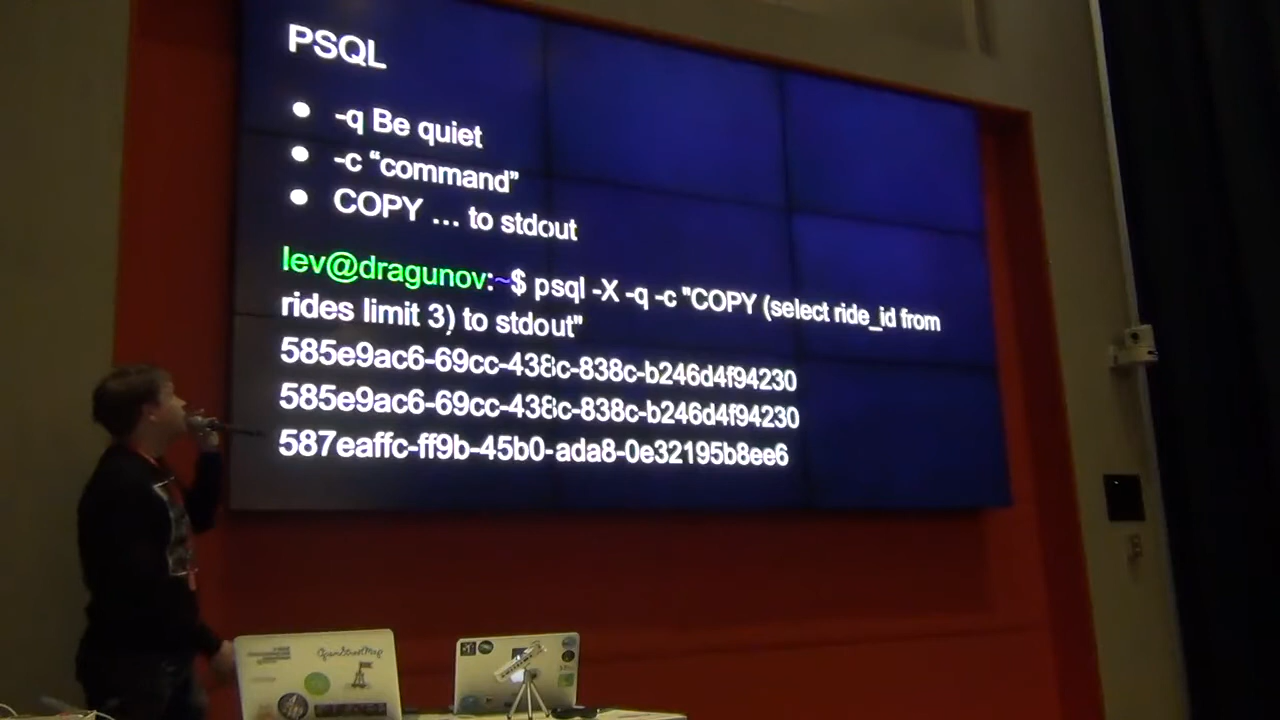 PSQL
● -q Be quiet
● -c “command”
● COPY … to stdout
lev@dragunov:~$ psql -X -q -c "COPY (select ride_id from
rides limit 3) to stdout"
585e9ac6-69cc-438c-838c-b246d4f94230
585e9ac6-69cc-438c-838c-b246d4f94230
587eaffc-ff9b-45b0-ada8-0e32195b8ee6
OpenStreetMap